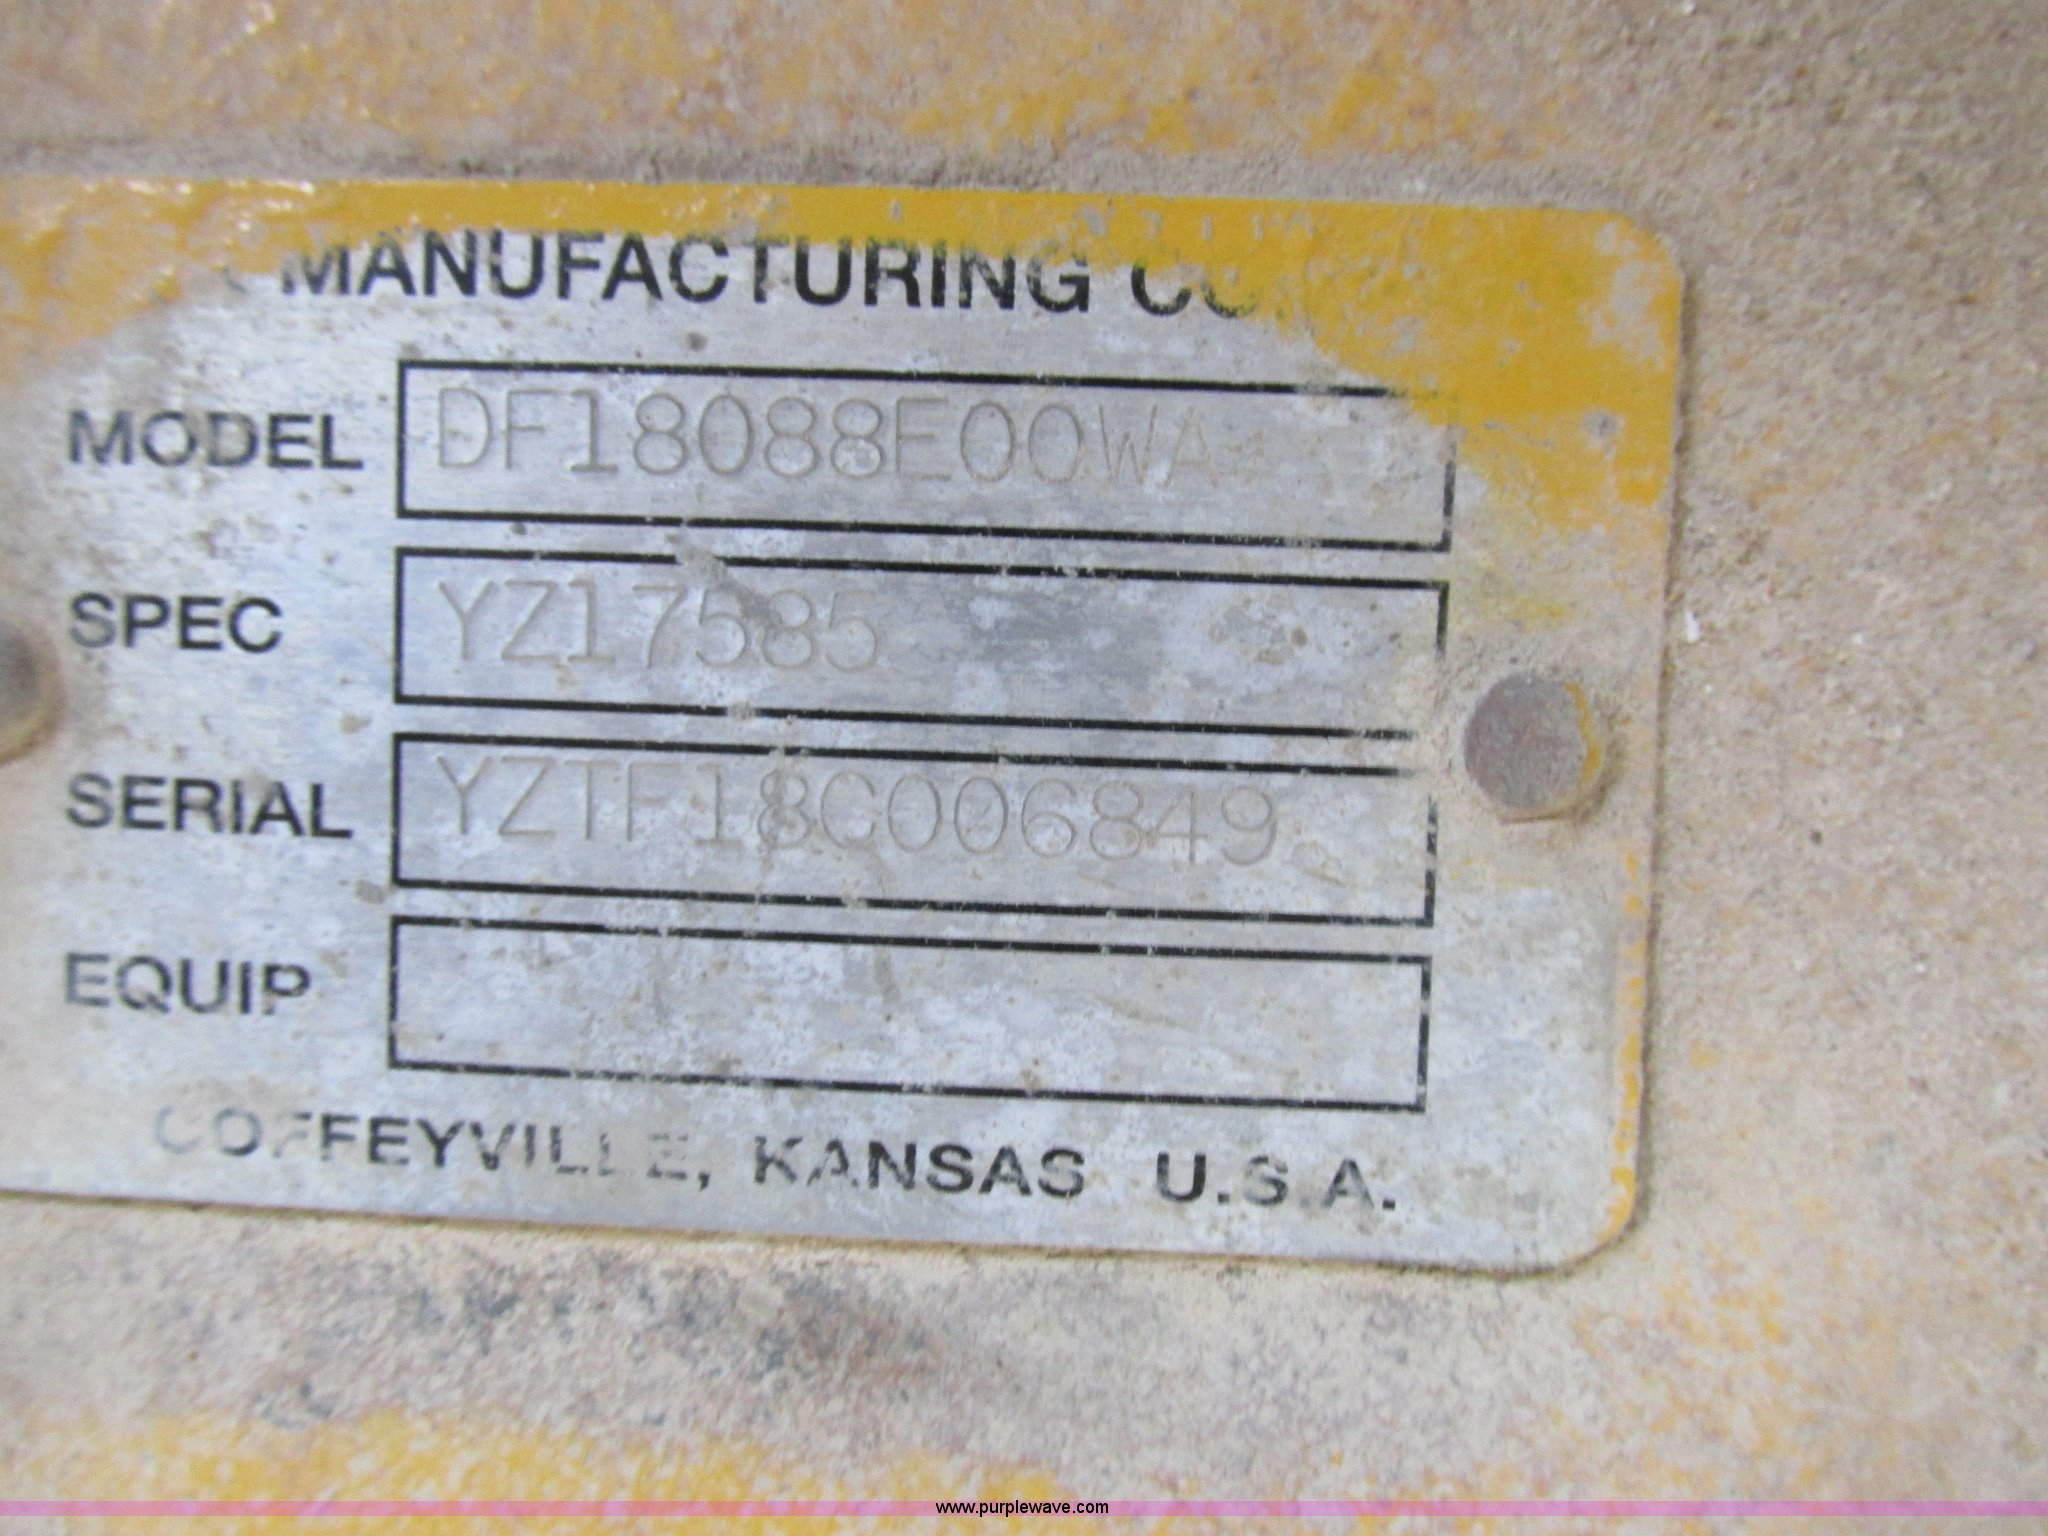 MANUFACTURING CO
MODEL DF18088E00WA
SPEC YZ17585
SERIAL YZTF18C006849
EQUIP
COFFEYVILLE, KANSAS U.S.A.
www.purplewave.com